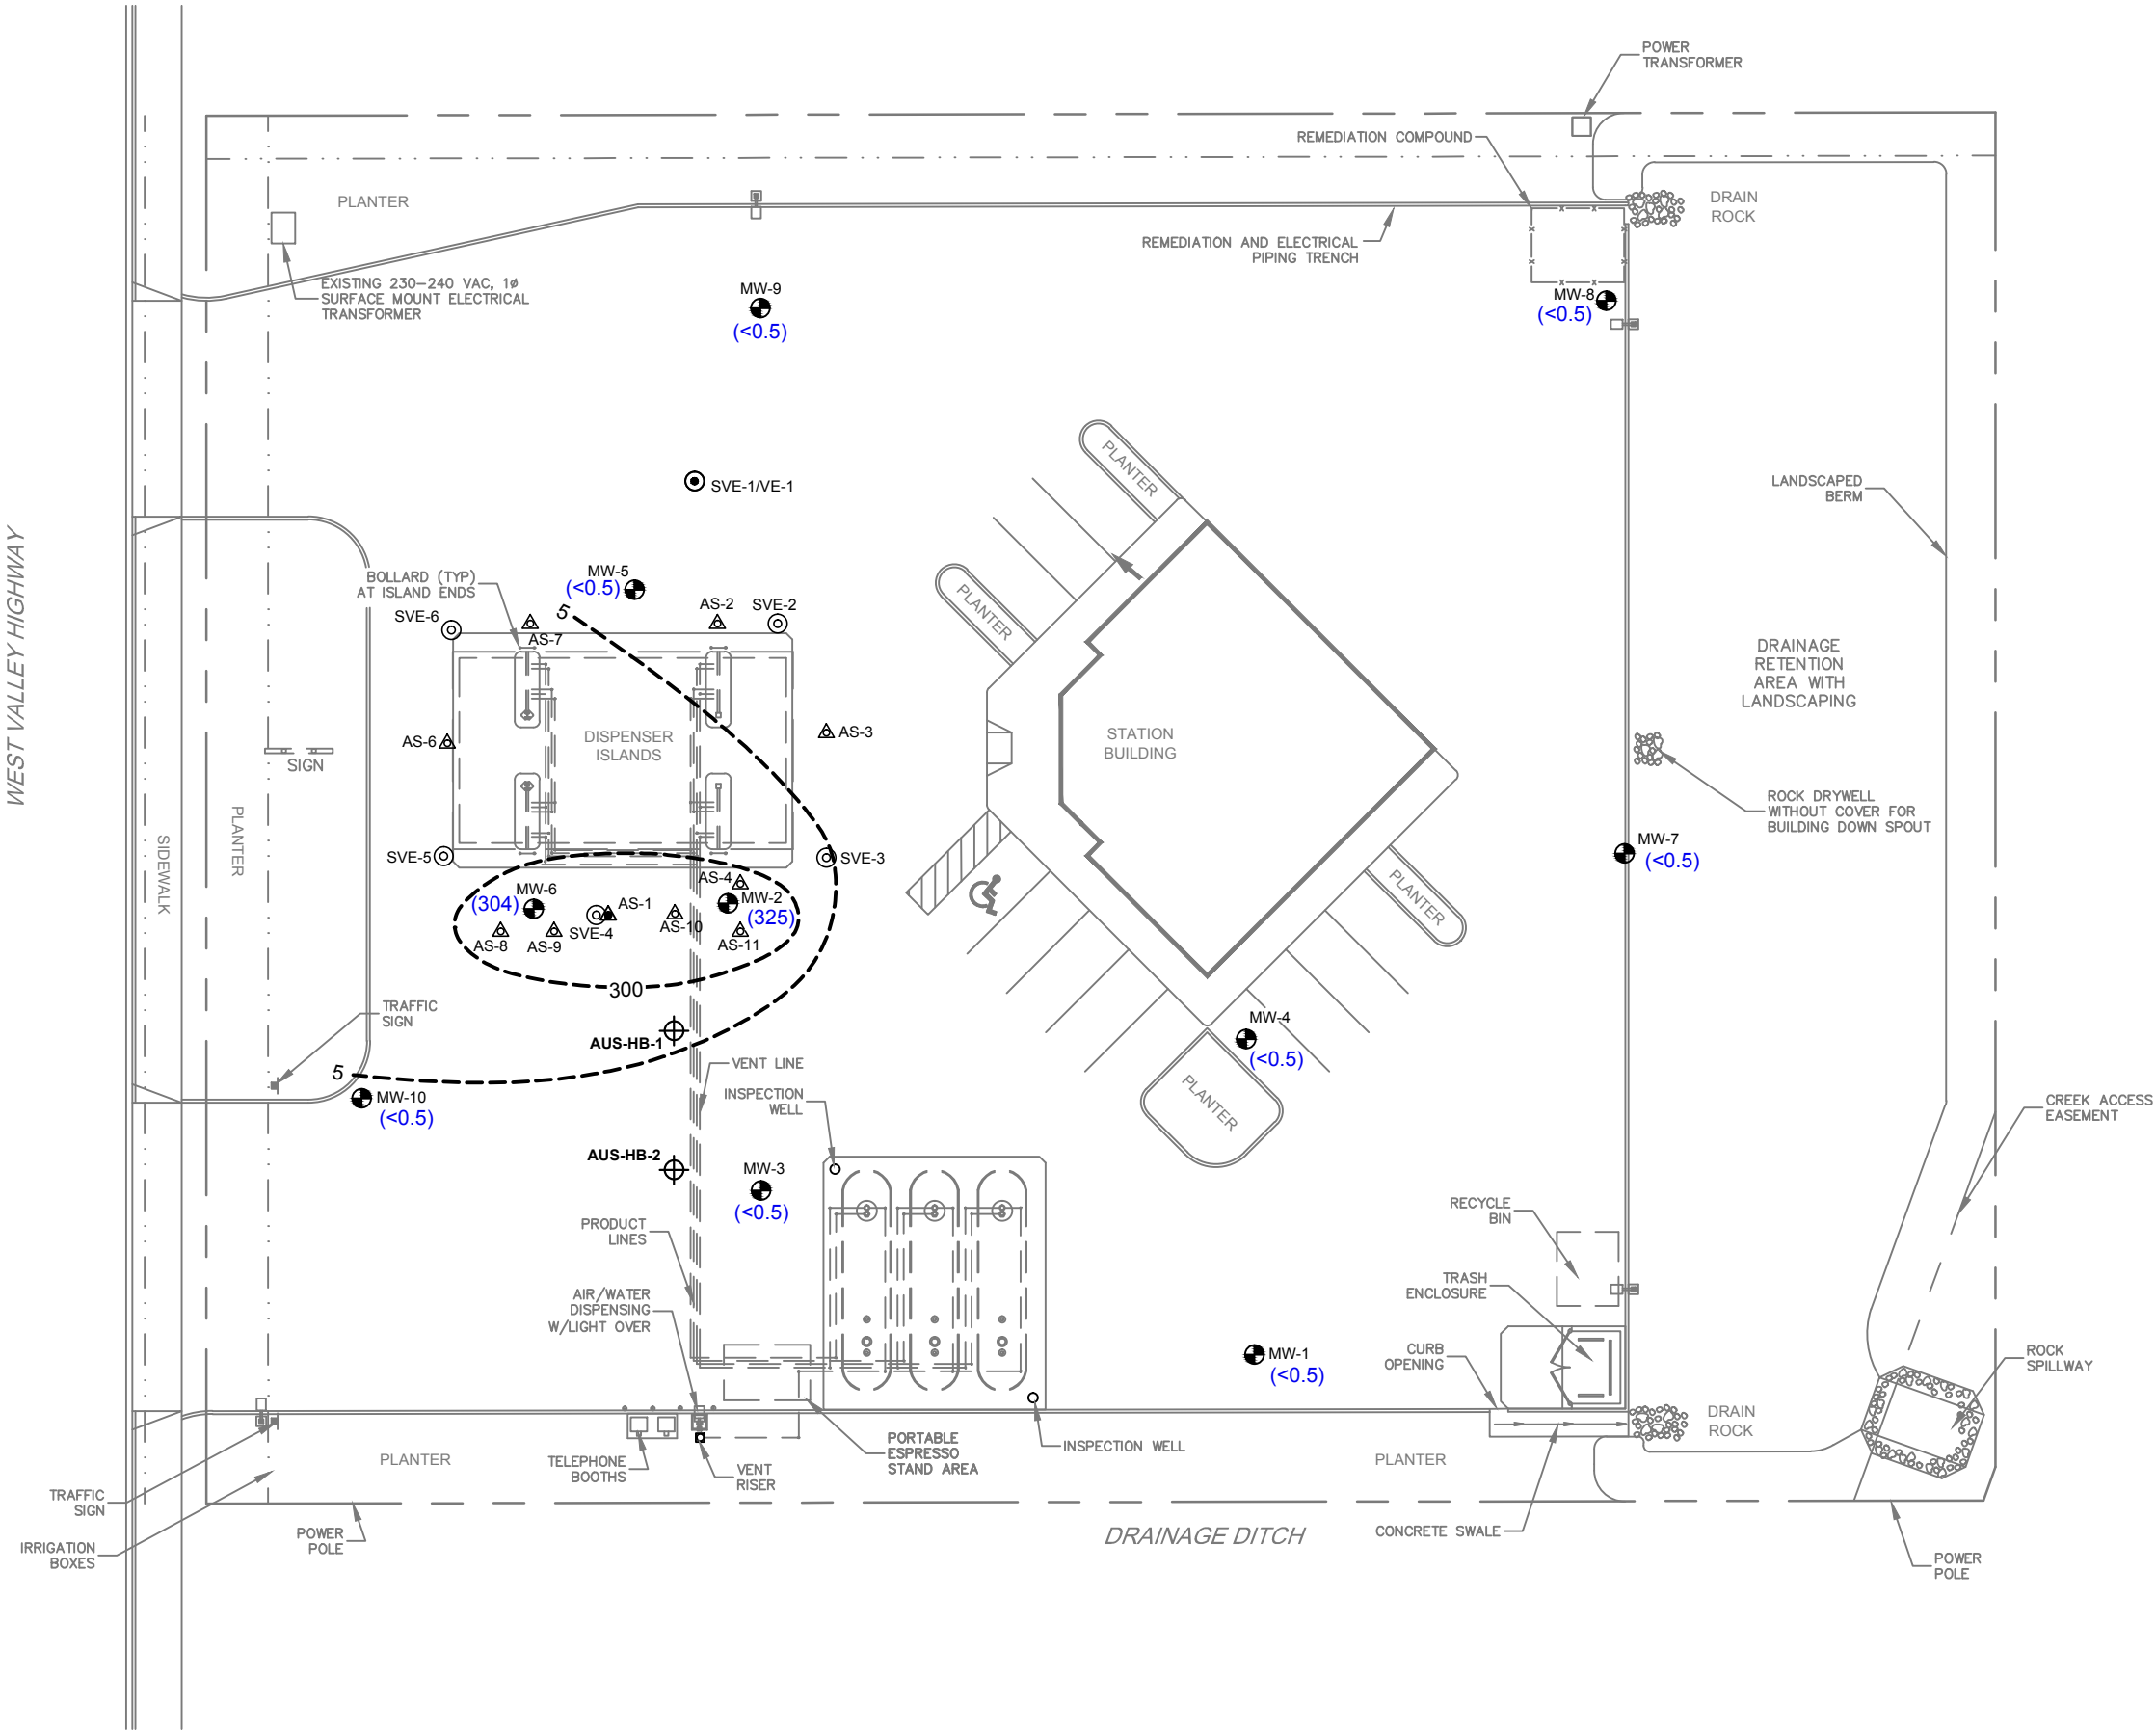 POWER
TRANSFORMER
REMEDIATION COMPOUND
PLANTER
DRAIN
ROCK
REMEDIATION AND ELECTRICAL
PIPING TRENCH
EXISTING 230-240 VAC, 1ø
SURFACE MOUNT ELECTRICAL
TRANSFORMER
MW-9
(<0.5)
MW-8
(<0.5)
PLANTER
SVE-1/VE-1
LANDSCAPED
BERM
WEST VALLEY HIGHWAY
BOLLARD (TYP)
AT ISLAND ENDS
MW-5
(<0.5)
5
AS-2
SVE-2
SVE-6
AS-7
PLANTER
DRAINAGE
RETENTION
AREA WITH
LANDSCAPING
AS-6
DISPENSER
ISLANDS
AS-3
STATION
BUILDING
SIGN
PLANTER
SIDEWALK
ROCK DRYWELL
WITHOUT COVER FOR
BUILDING DOWN SPOUT
SVE-5
SVE-3
MW-7
(<0.5)
AS-4
MW-6
(304)
AS-1
MW-2
(325)
SVE-4
AS-10
AS-8
AS-9
AS-11
PLANTER
300
TRAFFIC
SIGN
AUS-HB-1
MW-4
(<0.5)
VENT LINE
5
MW-10
(<0.5)
INSPECTION
WELL
PLANTER
CREEK ACCESS
EASEMENT
AUS-HB-2
MW-3
(<0.5)
PRODUCT
LINES
RECYCLE
BIN
AIR/WATER
DISPENSING
W/LIGHT OVER
TRASH
ENCLOSURE
MW-1
(<0.5)
CURB
OPENING
ROCK
SPILLWAY
DRAIN
ROCK
PLANTER
TELEPHONE
BOOTHS
VENT
RISER
PORTABLE
ESPRESSO
STAND AREA
INSPECTION WELL
PLANTER
TRAFFIC
SIGN
POWER
POLE
IRRIGATION
BOXES
DRAINAGE DITCH
CONCRETE SWALE
POWER
POLE